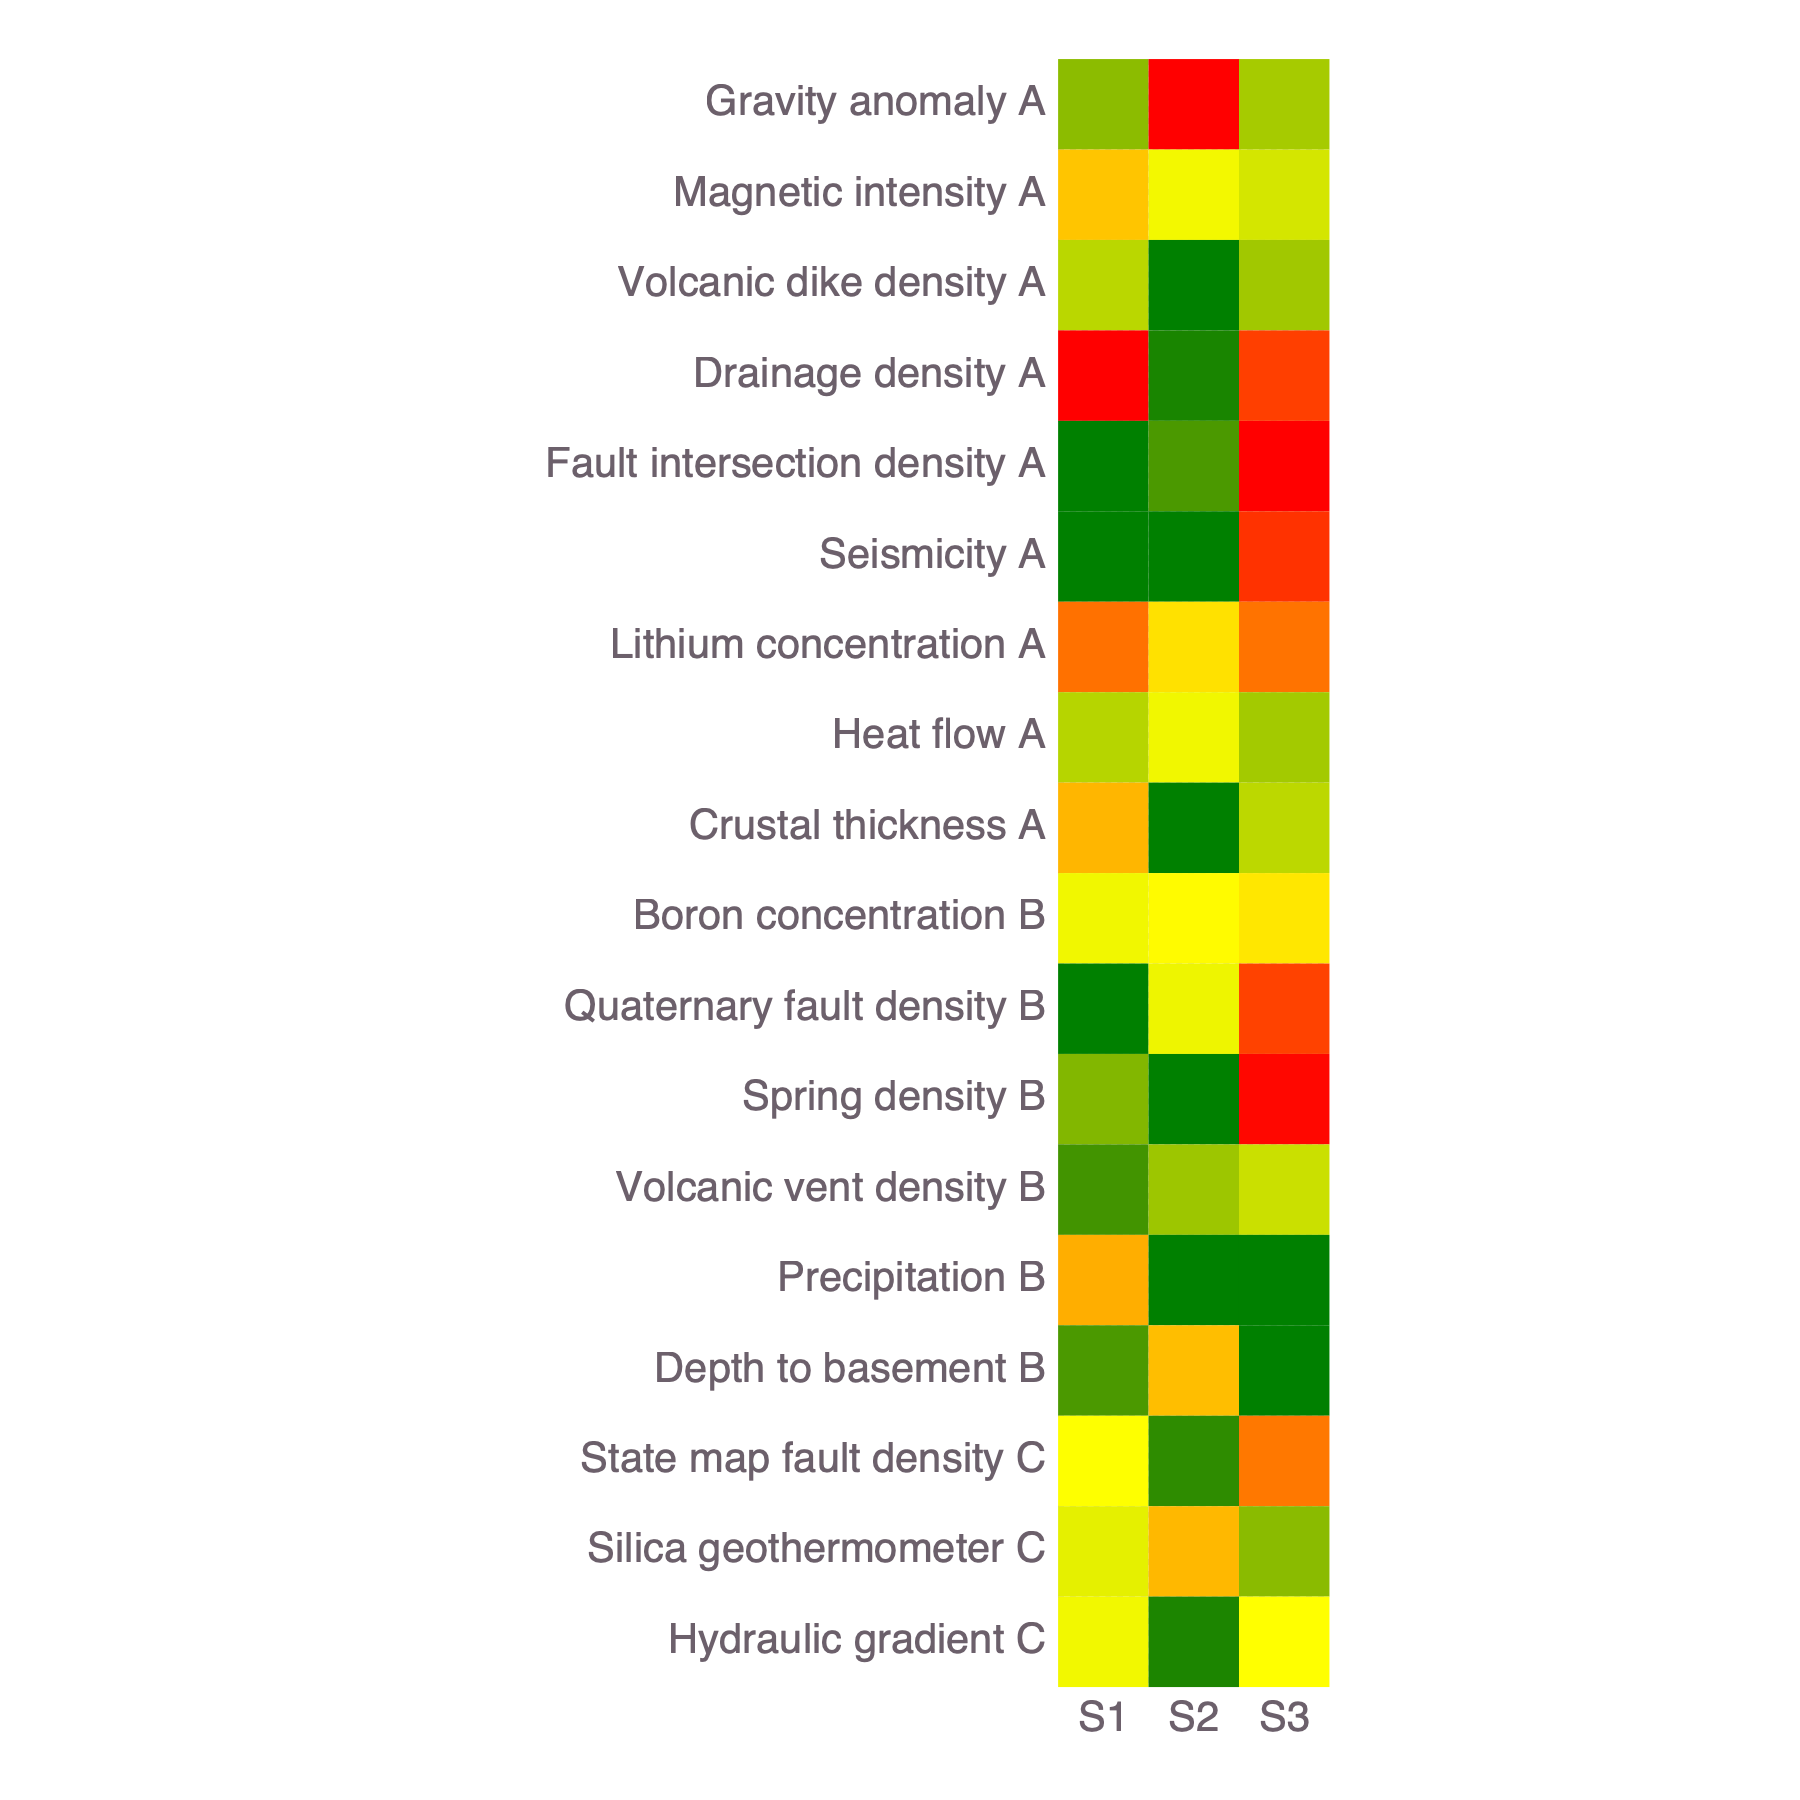 Gravity anomaly A
Magnetic intensity A
Volcanic dike density A
Drainage density A
Fault intersection density A
Seismicity A
Lithium concentration A
Heat flow A
Crustal thickness A
Boron concentration B
Quaternary fault density B
Spring density B
Volcanic vent density B
Precipitation B
Depth to basement B
State map fault density C
Silica geothermometer C
Hydraulic gradient C
S1 S2 S3